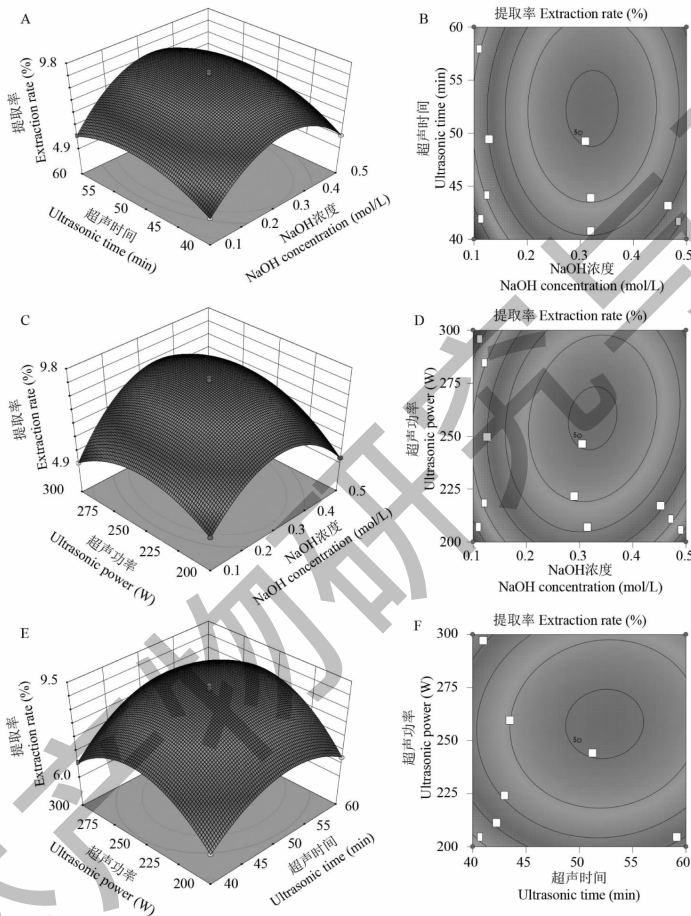 A
9.8
4.9
提取率
Extraction rate (%)
60
55
50
45
40
超声时间
Ultrasonic time (min)
0.1
0.2
0.3
0.4
0.5
NaOH浓度
NaOH concentration (mol/L)
B
提取率 Extraction rate (%)
60
55
50
45
40
超声时间
Ultrasonic time (min)
5
0.1
0.2
0.3
0.4
0.5
NaOH浓度
NaOH concentration (mol/L)
C
9.8
4.9
提取率
Extraction rate (%)
300
275
250
225
200
超声功率
Ultrasonic power (W)
0.1
0.2
0.3
0.4
0.5
NaOH浓度
NaOH concentration (mol/L)
D
提取率 Extraction rate (%)
300
275
250
225
200
超声功率
Ultrasonic power (W)
5
0.1
0.2
0.3
0.4
0.5
NaOH浓度
NaOH concentration (mol/L)
E
9.5
6.0
提取率
Extraction rate (%)
300
275
250
225
200
超声功率
Ultrasonic power (W)
40
45
50
55
60
超声时间
Ultrasonic time (min)
F
提取率 Extraction rate (%)
300
275
250
225
200
超声功率
Ultrasonic power (W)
5
40
45
50
55
60
超声时间
Ultrasonic time (min)
产物研究与